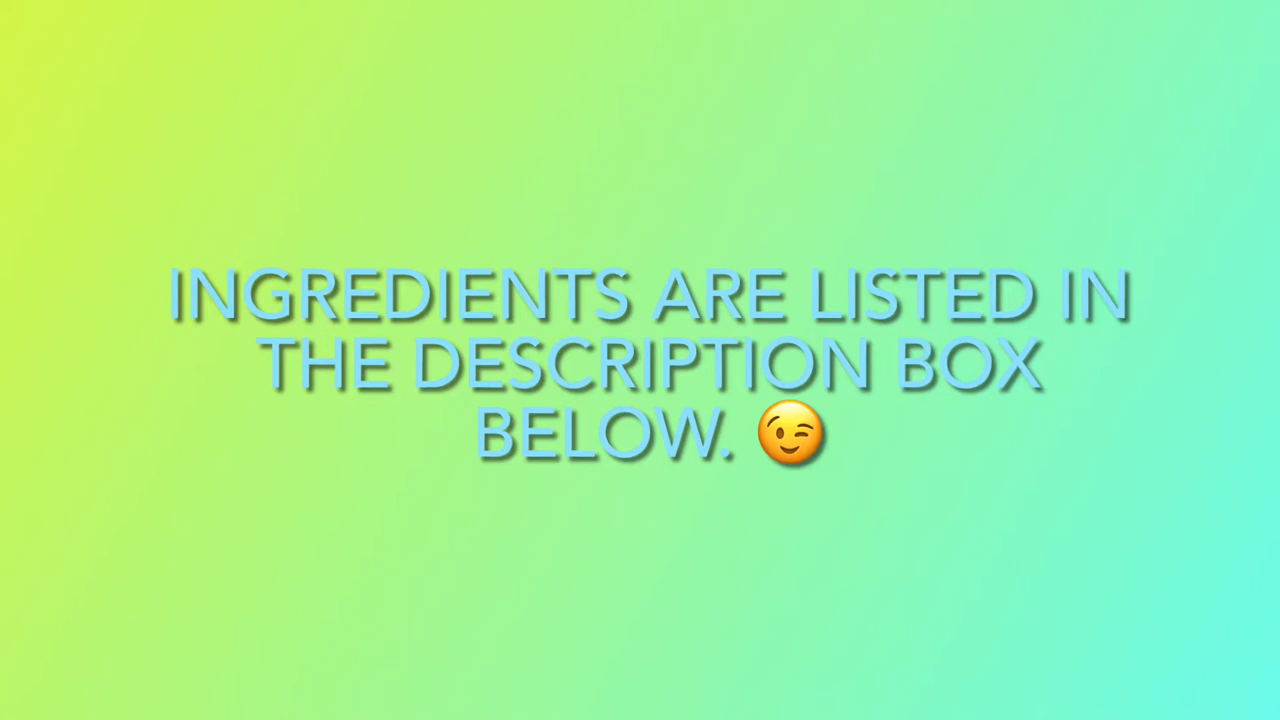 INGREDIENTS ARE LISTED IN
THE DESCRIPTION BOX
BELOW. 😉